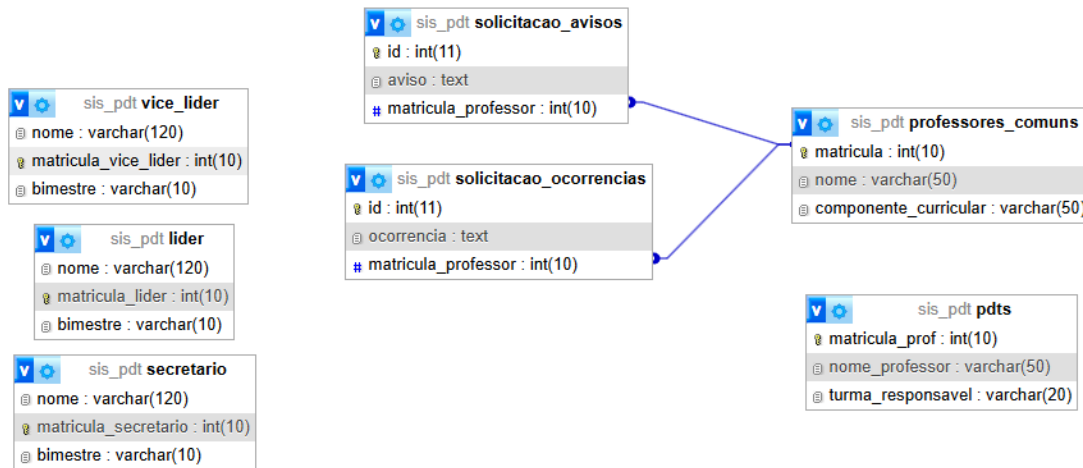 sis_pdt vice_lider
nome : varchar(120)
matricula_vice_lider : int(10)
bimestre : varchar(10)
sis_pdt lider
nome : varchar(120)
matricula_lider : int(10)
bimestre : varchar(10)
sis_pdt secretario
nome : varchar(120)
matricula_secretario : int(10)
bimestre : varchar(10)
sis_pdt solicitacao_avisos
id : int(11)
aviso : text
# matricula_professor : int(10)
sis_pdt solicitacao_ocorrencias
id : int(11)
ocorrencia : text
# matricula_professor : int(10)
sis_pdt professores_comuns
matricula : int(10)
nome : varchar(50)
componente_curricular : varchar(50)
sis_pdt pdts
matricula_prof : int(10)
nome_professor : varchar(50)
turma_responsavel : varchar(20)